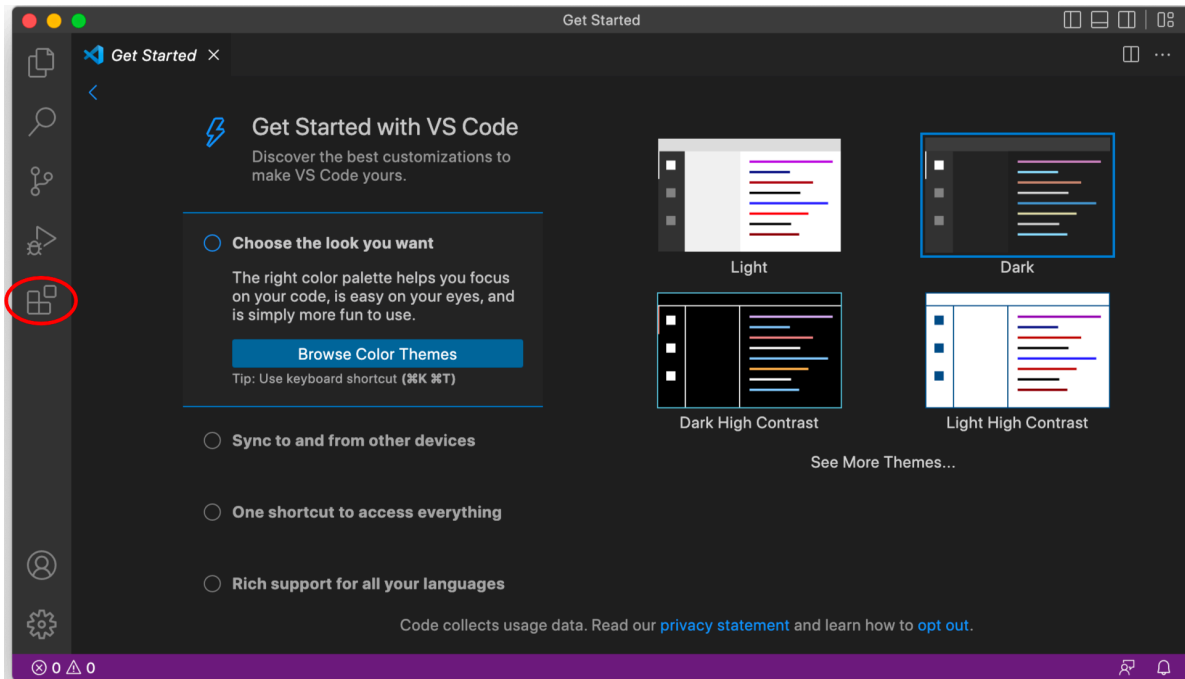 Get Started
Get Started
Get Started with VS Code
Discover the best customizations to
make VS Code yours.
Choose the look you want
The right color palette helps you focus
on your code, is easy on your eyes, and
is simply more fun to use.
Browse Color Themes
Tip: Use keyboard shortcut (⌘K ⌘T)
Sync to and from other devices
One shortcut to access everything
Rich support for all your languages
Light
Dark
Dark High Contrast
Light High Contrast
See More Themes...
Code collects usage data. Read our privacy statement and learn how to opt out.
0 0